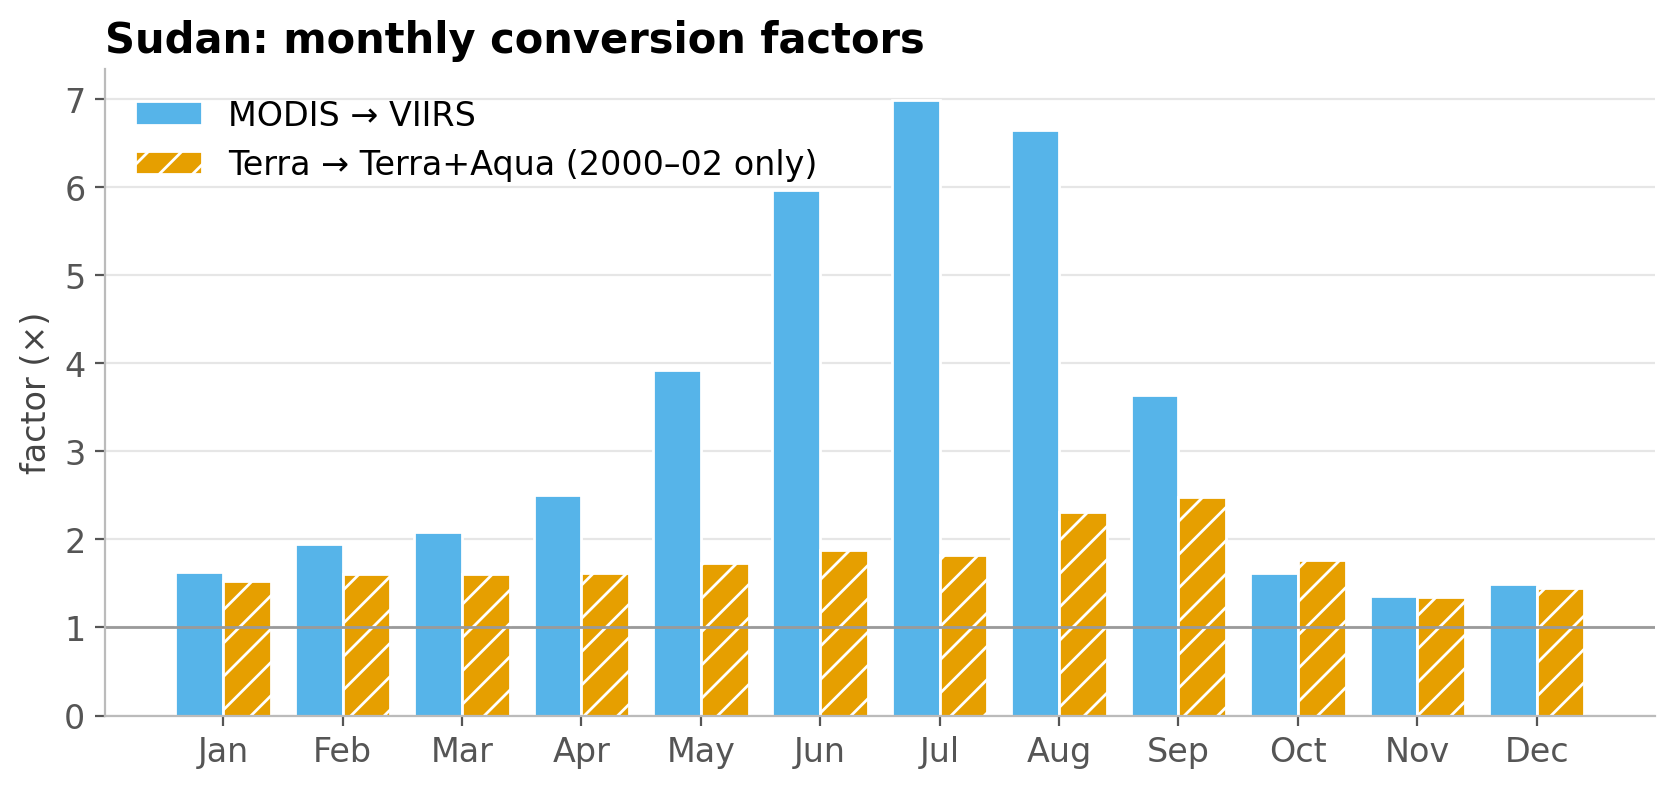 Sudan: monthly conversion factors
MODIS → VIIRS
Terra → Terra+Aqua (2000–02 only)
factor (×)
7
6
5
4
3
2
1
0
Jan Feb Mar Apr May Jun Jul Aug Sep Oct Nov Dec